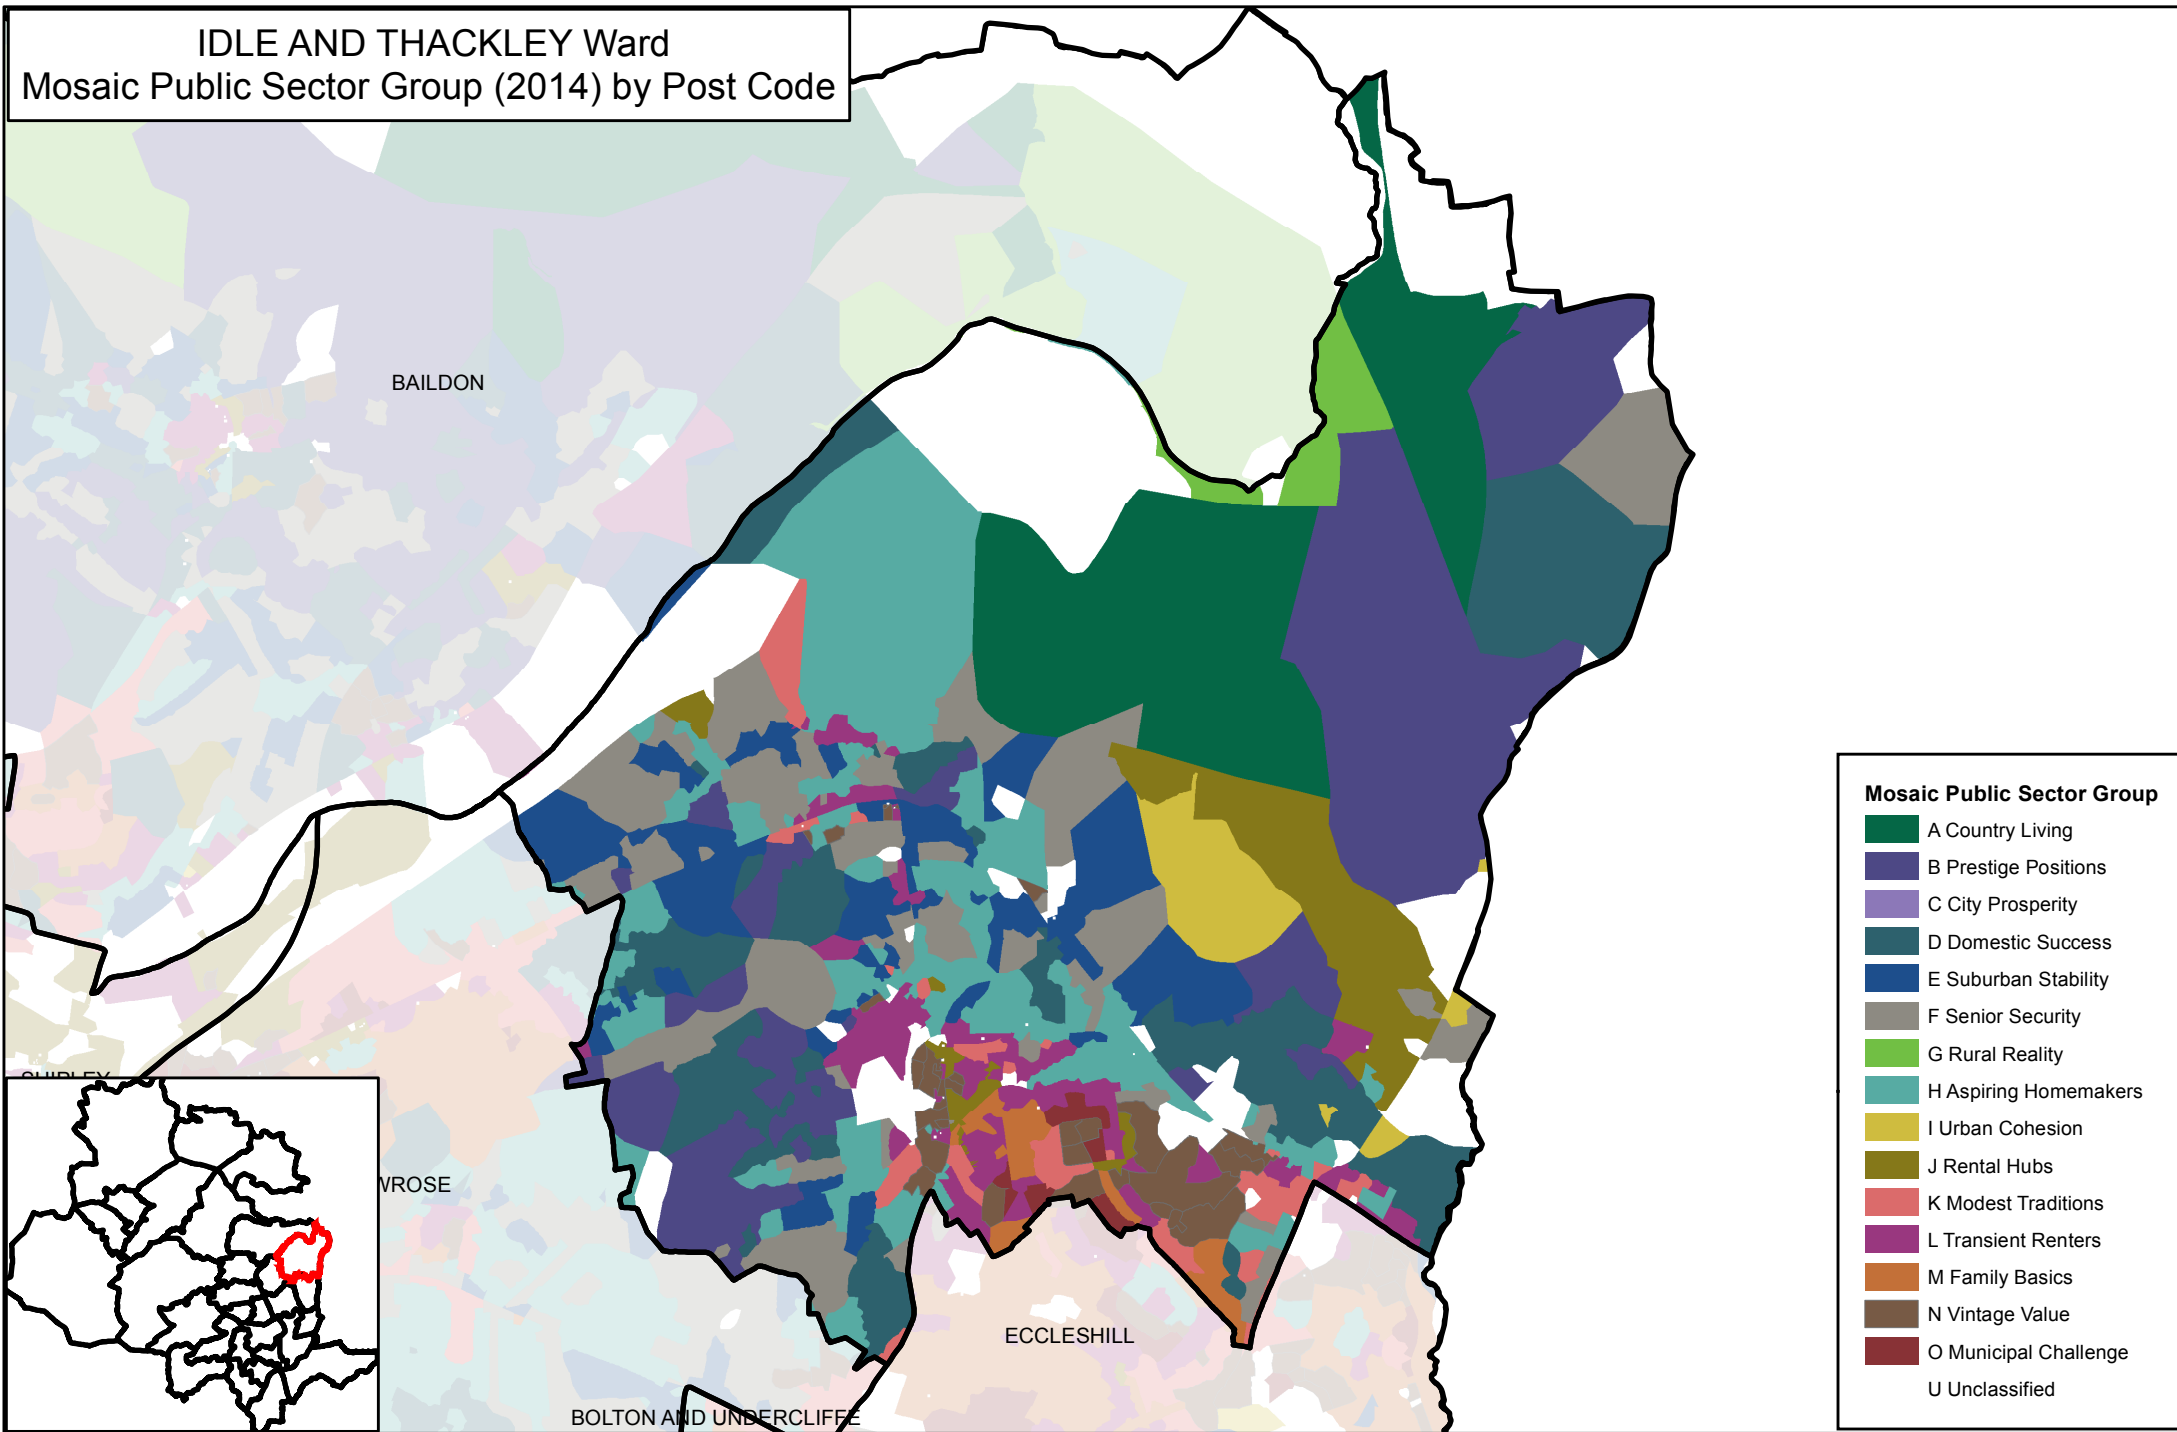 IDLE AND THACKLEY Ward
Mosaic Public Sector Group (2014) by Post Code
BAILDON
SHIPLEY
WROSE
ECCLESHILL
BOLTON AND UNDERCLIFFE
Mosaic Public Sector Group
A Country Living
B Prestige Positions
C City Prosperity
D Domestic Success
E Suburban Stability
F Senior Security
G Rural Reality
H Aspiring Homemakers
I Urban Cohesion
J Rental Hubs
K Modest Traditions
L Transient Renters
M Family Basics
N Vintage Value
O Municipal Challenge
U Unclassified